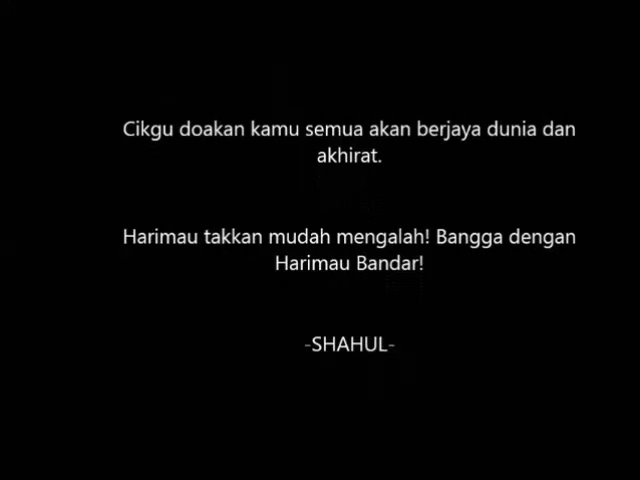 Cikgu doakan kamu semua akan berjaya dunia dan
akhirat.
Harimau takkan mudah mengalah! Bangga dengan
Harimau Bandar!
-SHAHUL-